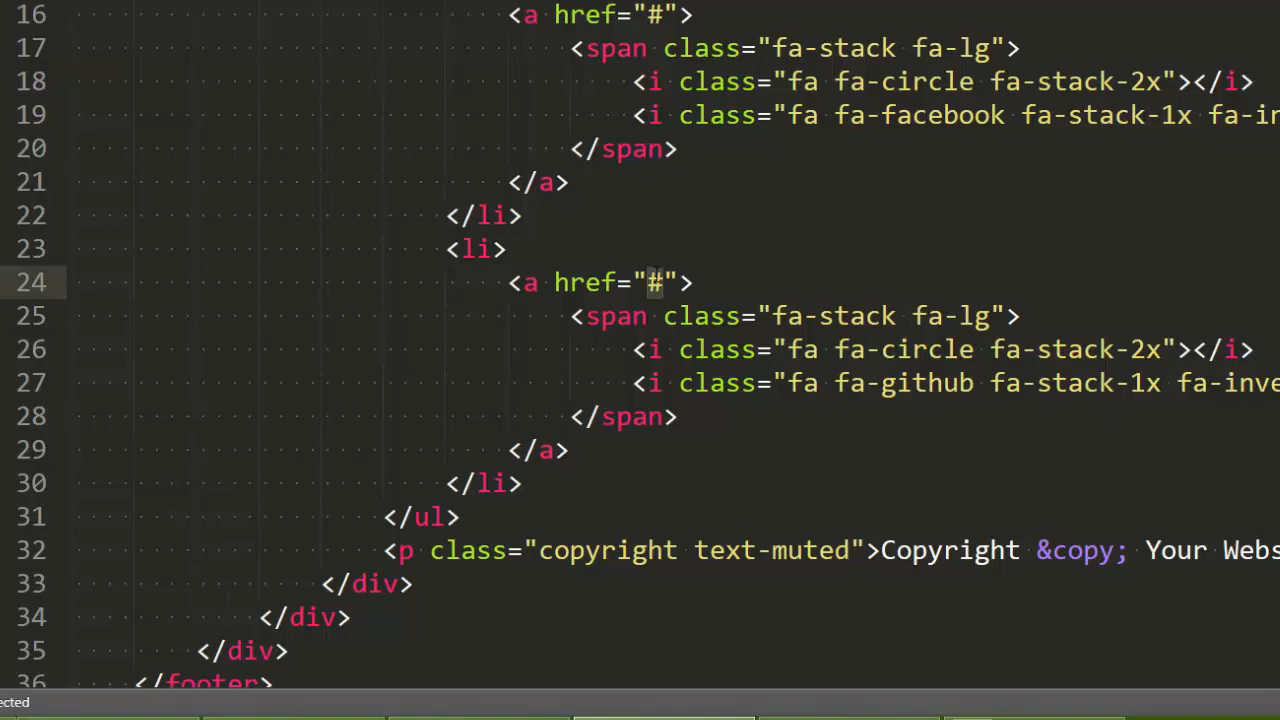 16 <a href="#">
17 <span class="fa-stack fa-lg">
18 <i class="fa fa-circle fa-stack-2x"></i>
19 <i class="fa fa-facebook fa-stack-1x fa-in
20 </span>
21 </a>
22 </li>
23 <li>
24 <a href="#">
25 <span class="fa-stack fa-lg">
26 <i class="fa fa-circle fa-stack-2x"></i>
27 <i class="fa fa-github fa-stack-1x fa-inve
28 </span>
29 </a>
30 </li>
31 </ul>
32 <p class="copyright text-muted">Copyright &copy; Your Webs
33 </div>
34 </div>
35 </div>
36 </footer>
ected